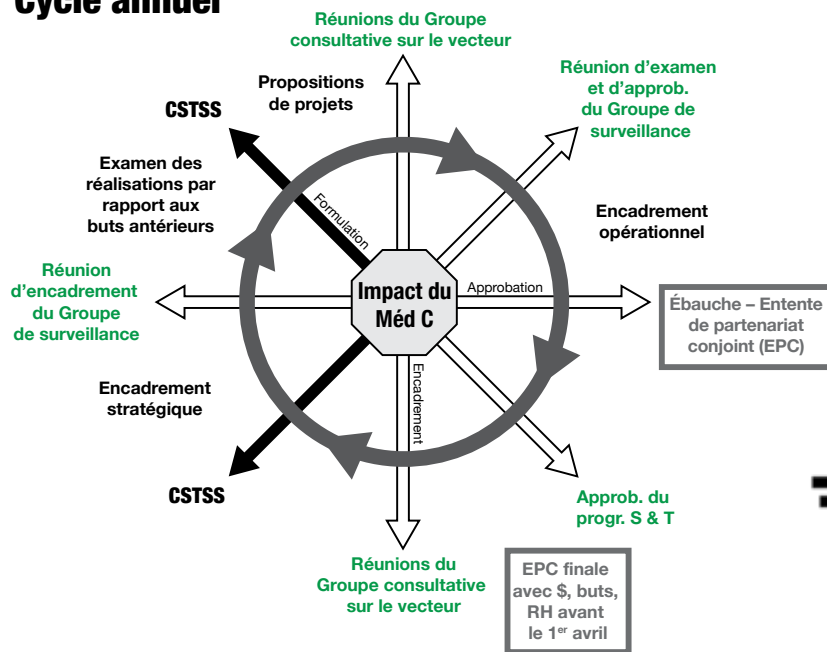 Cycle annuel
Réunions du Groupe
consultative sur le vecteur
Réunion d'examen
et d'approb.
du Groupe de
surveillance
Propositions
de projets
CSTSS
Examen des
réalisations par
rapport aux
buts antérieurs
Formulation
Encadrement
opérationnel
Réunion
d'encadrement
du Groupe
de surveillance
Impact du
Méd C
Approbation
Ébauche – Entente
de partenariat
conjoint (EPC)
Encadrement
Encadrement
stratégique
CSTSS
Approb. du
progr. S & T
Réunions du
Groupe consultative
sur le vecteur
EPC finale
avec $, buts,
RH avant
le 1er avril